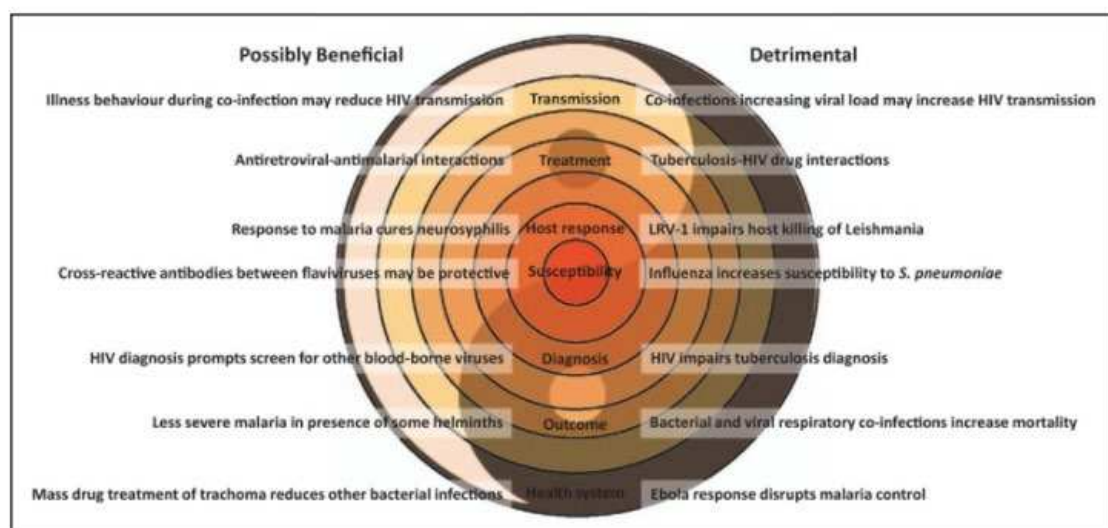 Possibly Beneficial Detrimental
Illness behaviour during co-infection may reduce HIV transmission Transmission Co-infections increasing viral load may increase HIV transmission
Antiretroviral-antimalarial interactions Treatment Tuberculosis-HIV drug interactions
Response to malaria cures neurosyphilis Host response LRV-1 impairs host killing of Leishmania
Cross-reactive antibodies between flaviviruses may be protective Susceptibility Influenza increases susceptibility to S. pneumoniae
HIV diagnosis prompts screen for other blood-borne viruses Diagnosis HIV impairs tuberculosis diagnosis
Less severe malaria in presence of some helminths Outcome Bacterial and viral respiratory co-infections increase mortality
Mass drug treatment of trachoma reduces other bacterial infections Health system Ebola response disrupts malaria control